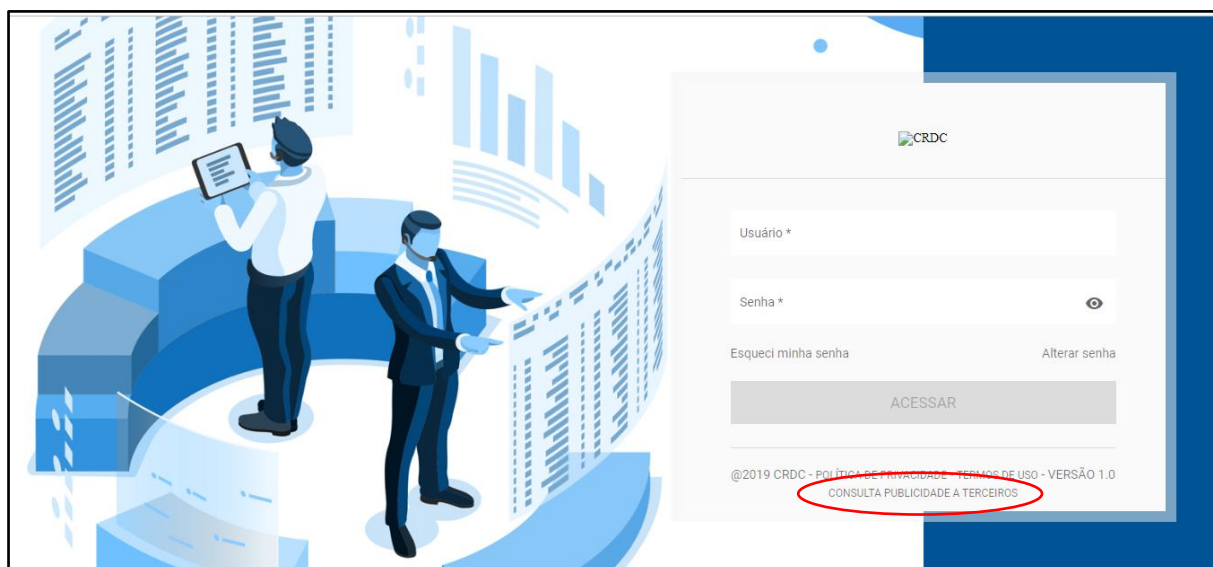 CRDC
Usuário *
Senha *
Esqueci minha senha
Alterar senha
ACESSAR
@2019 CRDC - POLÍTICA DE PRIVACIDADE - TERMOS DE USO - VERSÃO 1.0
CONSULTA PUBLICIDADE A TERCEIROS